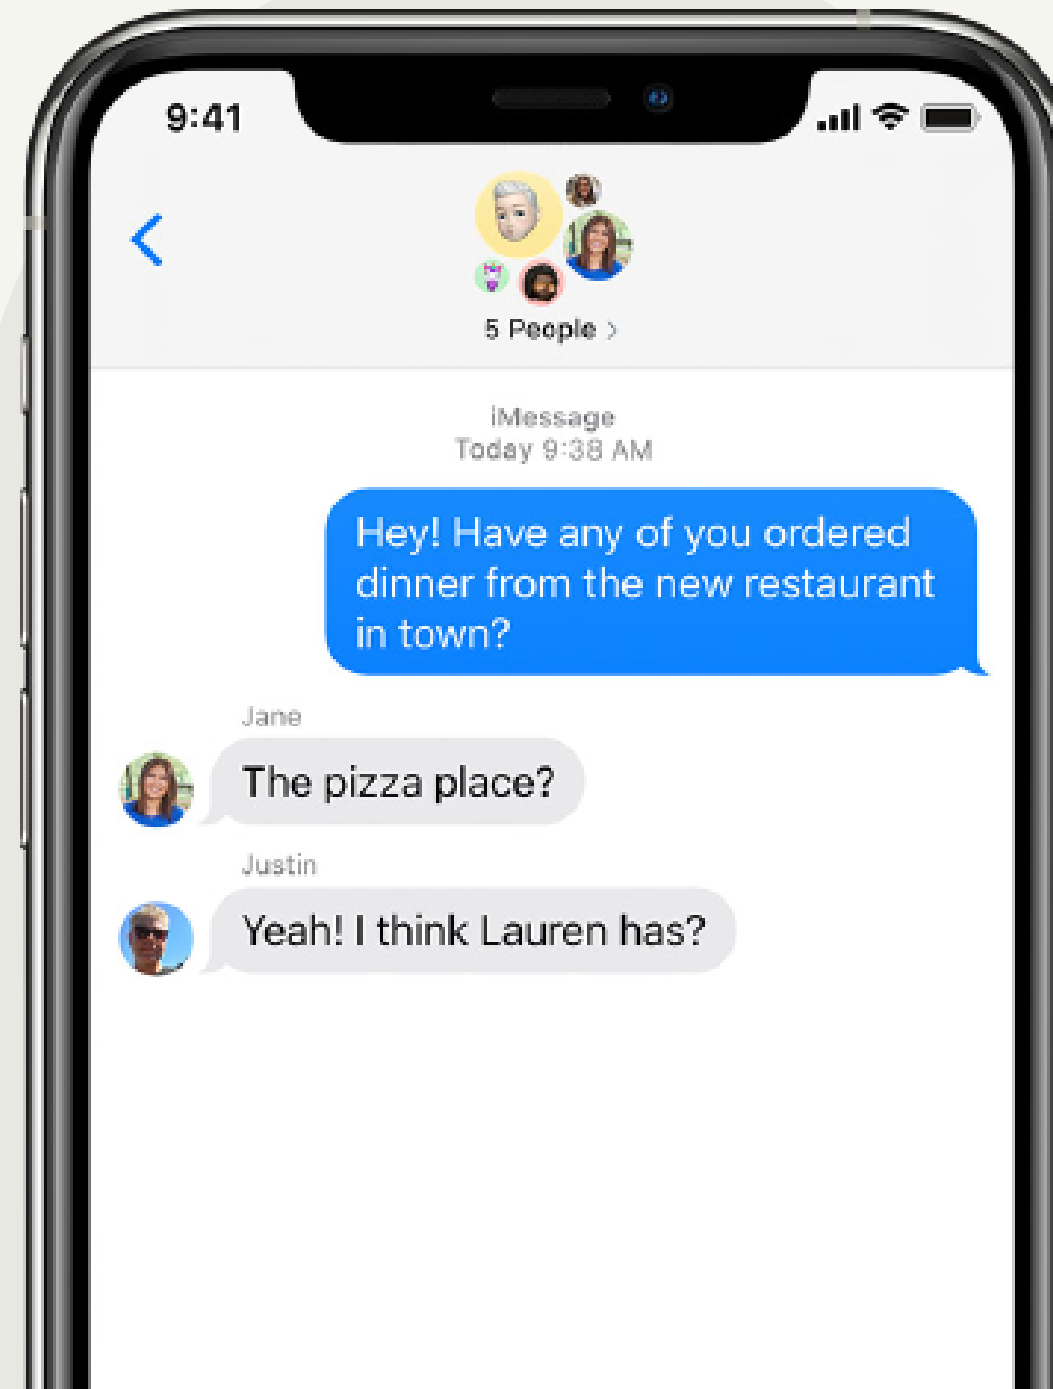 9:41
5 People >
iMessage
Today 9:38 AM
Hey! Have any of you ordered
dinner from the new restaurant
in town?
Jane
The pizza place?
Justin
Yeah! I think Lauren has?